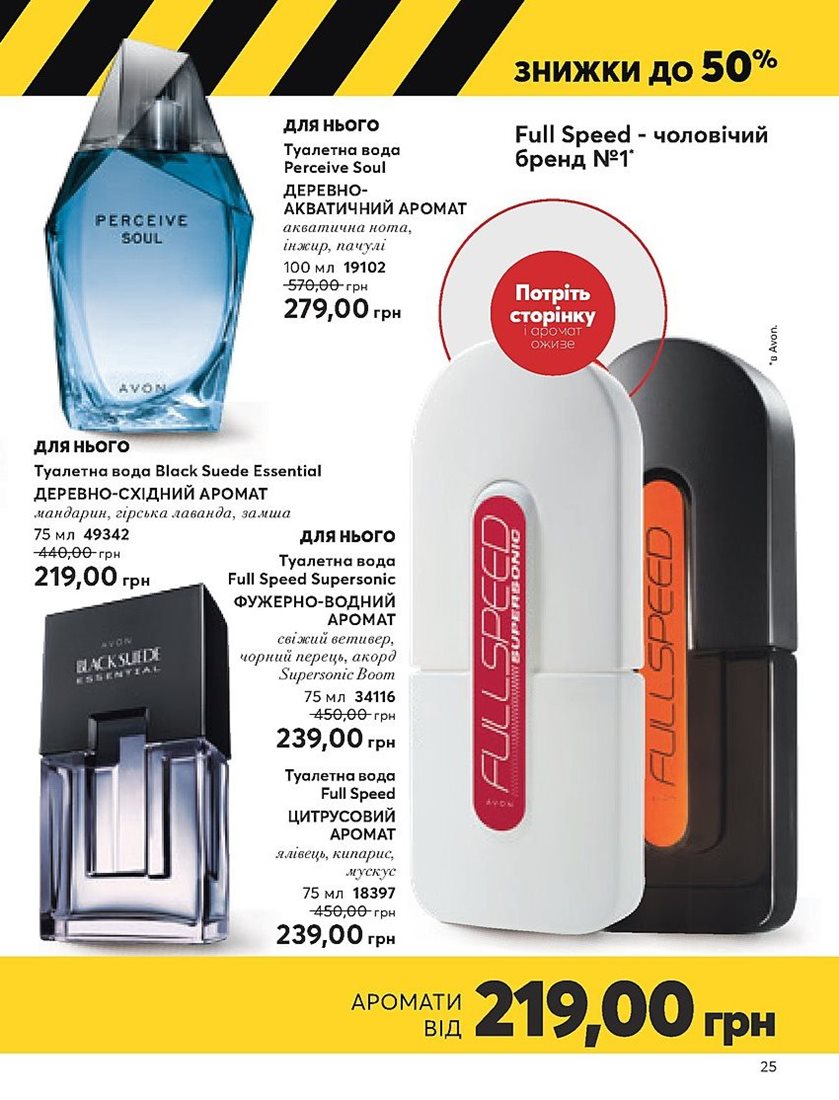 ЗНИЖКИ ДО 50%
ДЛЯ НЬОГО
Туалетна вода
Perceive Soul
ДЕРЕВНО-
АКВАТИЧНИЙ АРОМАТ
акватична нота,
інжир, пачулі
100 мл 19102
570,00 грн
279,00 грн
Full Speed - чоловічий
бренд №1*
Потріть
сторінку
і аромат
оживе
*в Avon.
PERCEIVE
SOUL
AVON
ДЛЯ НЬОГО
Туалетна вода Black Suede Essential
ДЕРЕВНО-СХІДНИЙ АРОМАТ
мандарин, гірська лаванда, замша
75 мл 49342
440,00 грн
219,00 грн
AVON
BLACK SUEDE
ESSENTIAL
ДЛЯ НЬОГО
Туалетна вода
Full Speed Supersonic
ФУЖЕРНО-ВОДНИЙ
АРОМАТ
свіжий ветивер,
чорний перець, акорд
Supersonic Boom
75 мл 34116
450,00 грн
239,00 грн
Туалетна вода
Full Speed
ЦИТРУСОВИЙ
АРОМАТ
ялівець, кипарис,
мускус
75 мл 18397
450,00 грн
239,00 грн
FULL SPEED
SUPERSONIC
AVON
FULL SPEED
AVON
АРОМАТИ
ВІД 219,00 грн
25